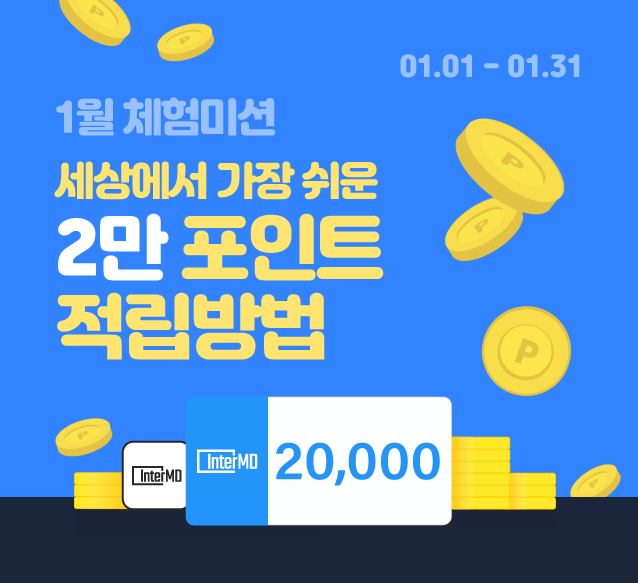 01.01 - 01.31
1월 체험미션
세상에서 가장 쉬운
2만 포인트
적립방법
P
P
P
P
P
P
InterMD
InterMD
20,000